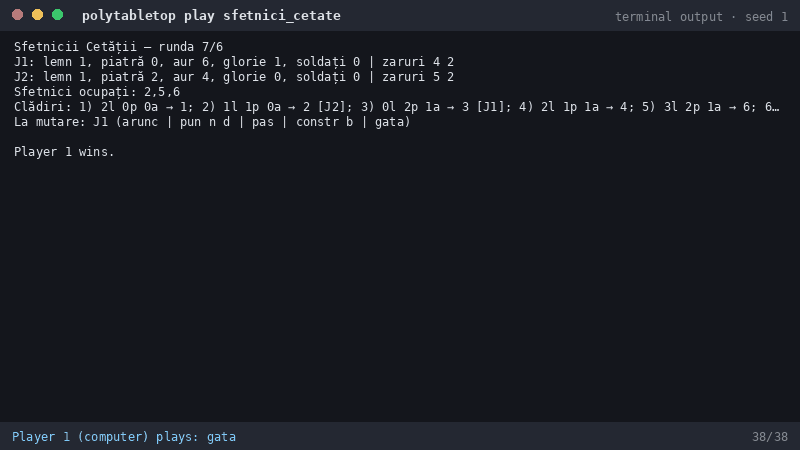 polytabletop play sfetnici_cetate
terminal output · seed 1
Sfetnicii Cetății — runda 7/6
J1: lemn 1, piatră 0, aur 6, glorie 1, soldați 0 | zaruri 4 2
J2: lemn 1, piatră 2, aur 4, glorie 0, soldați 0 | zaruri 5 2
Sfetnici ocupați: 2,5,6
Clădiri: 1) 2l 0p 0a → 1; 2) 1l 1p 0a → 2 [J2]; 3) 0l 2p 1a → 3 [J1]; 4) 2l 1p 1a → 4; 5) 3l 2p 1a → 6; 6…
La mutare: J1 (arunc | pun n d | pas | constr b | gata)
Player 1 wins.
Player 1 (computer) plays: gata
38/38